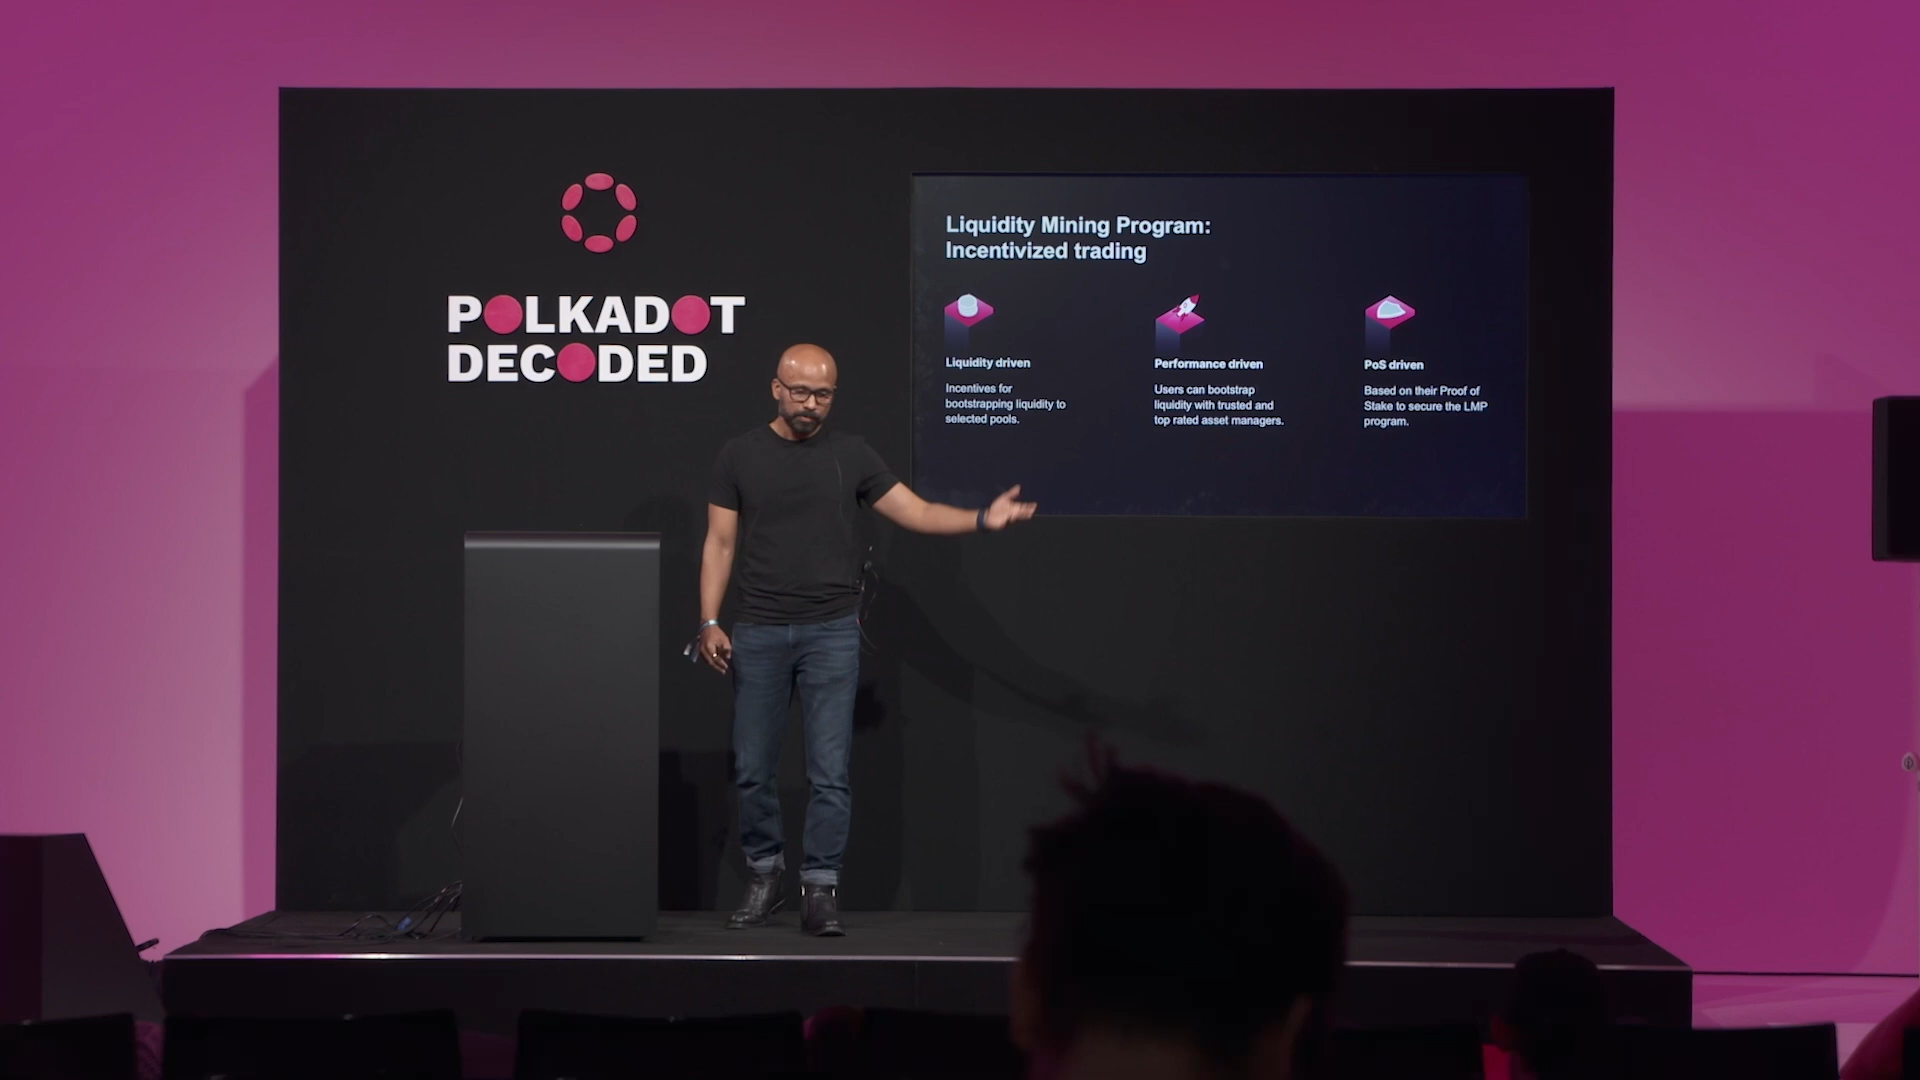 POLKADOT
DECODED
Liquidity Mining Program:
Incentivized trading
Liquidity driven
Incentives for
bootstrapping liquidity to
selected pools.
Performance driven
Users can bootstrap
liquidity with trusted and
top rated asset managers.
PoS driven
Based on their Proof of
Stake to secure the LMP
program.